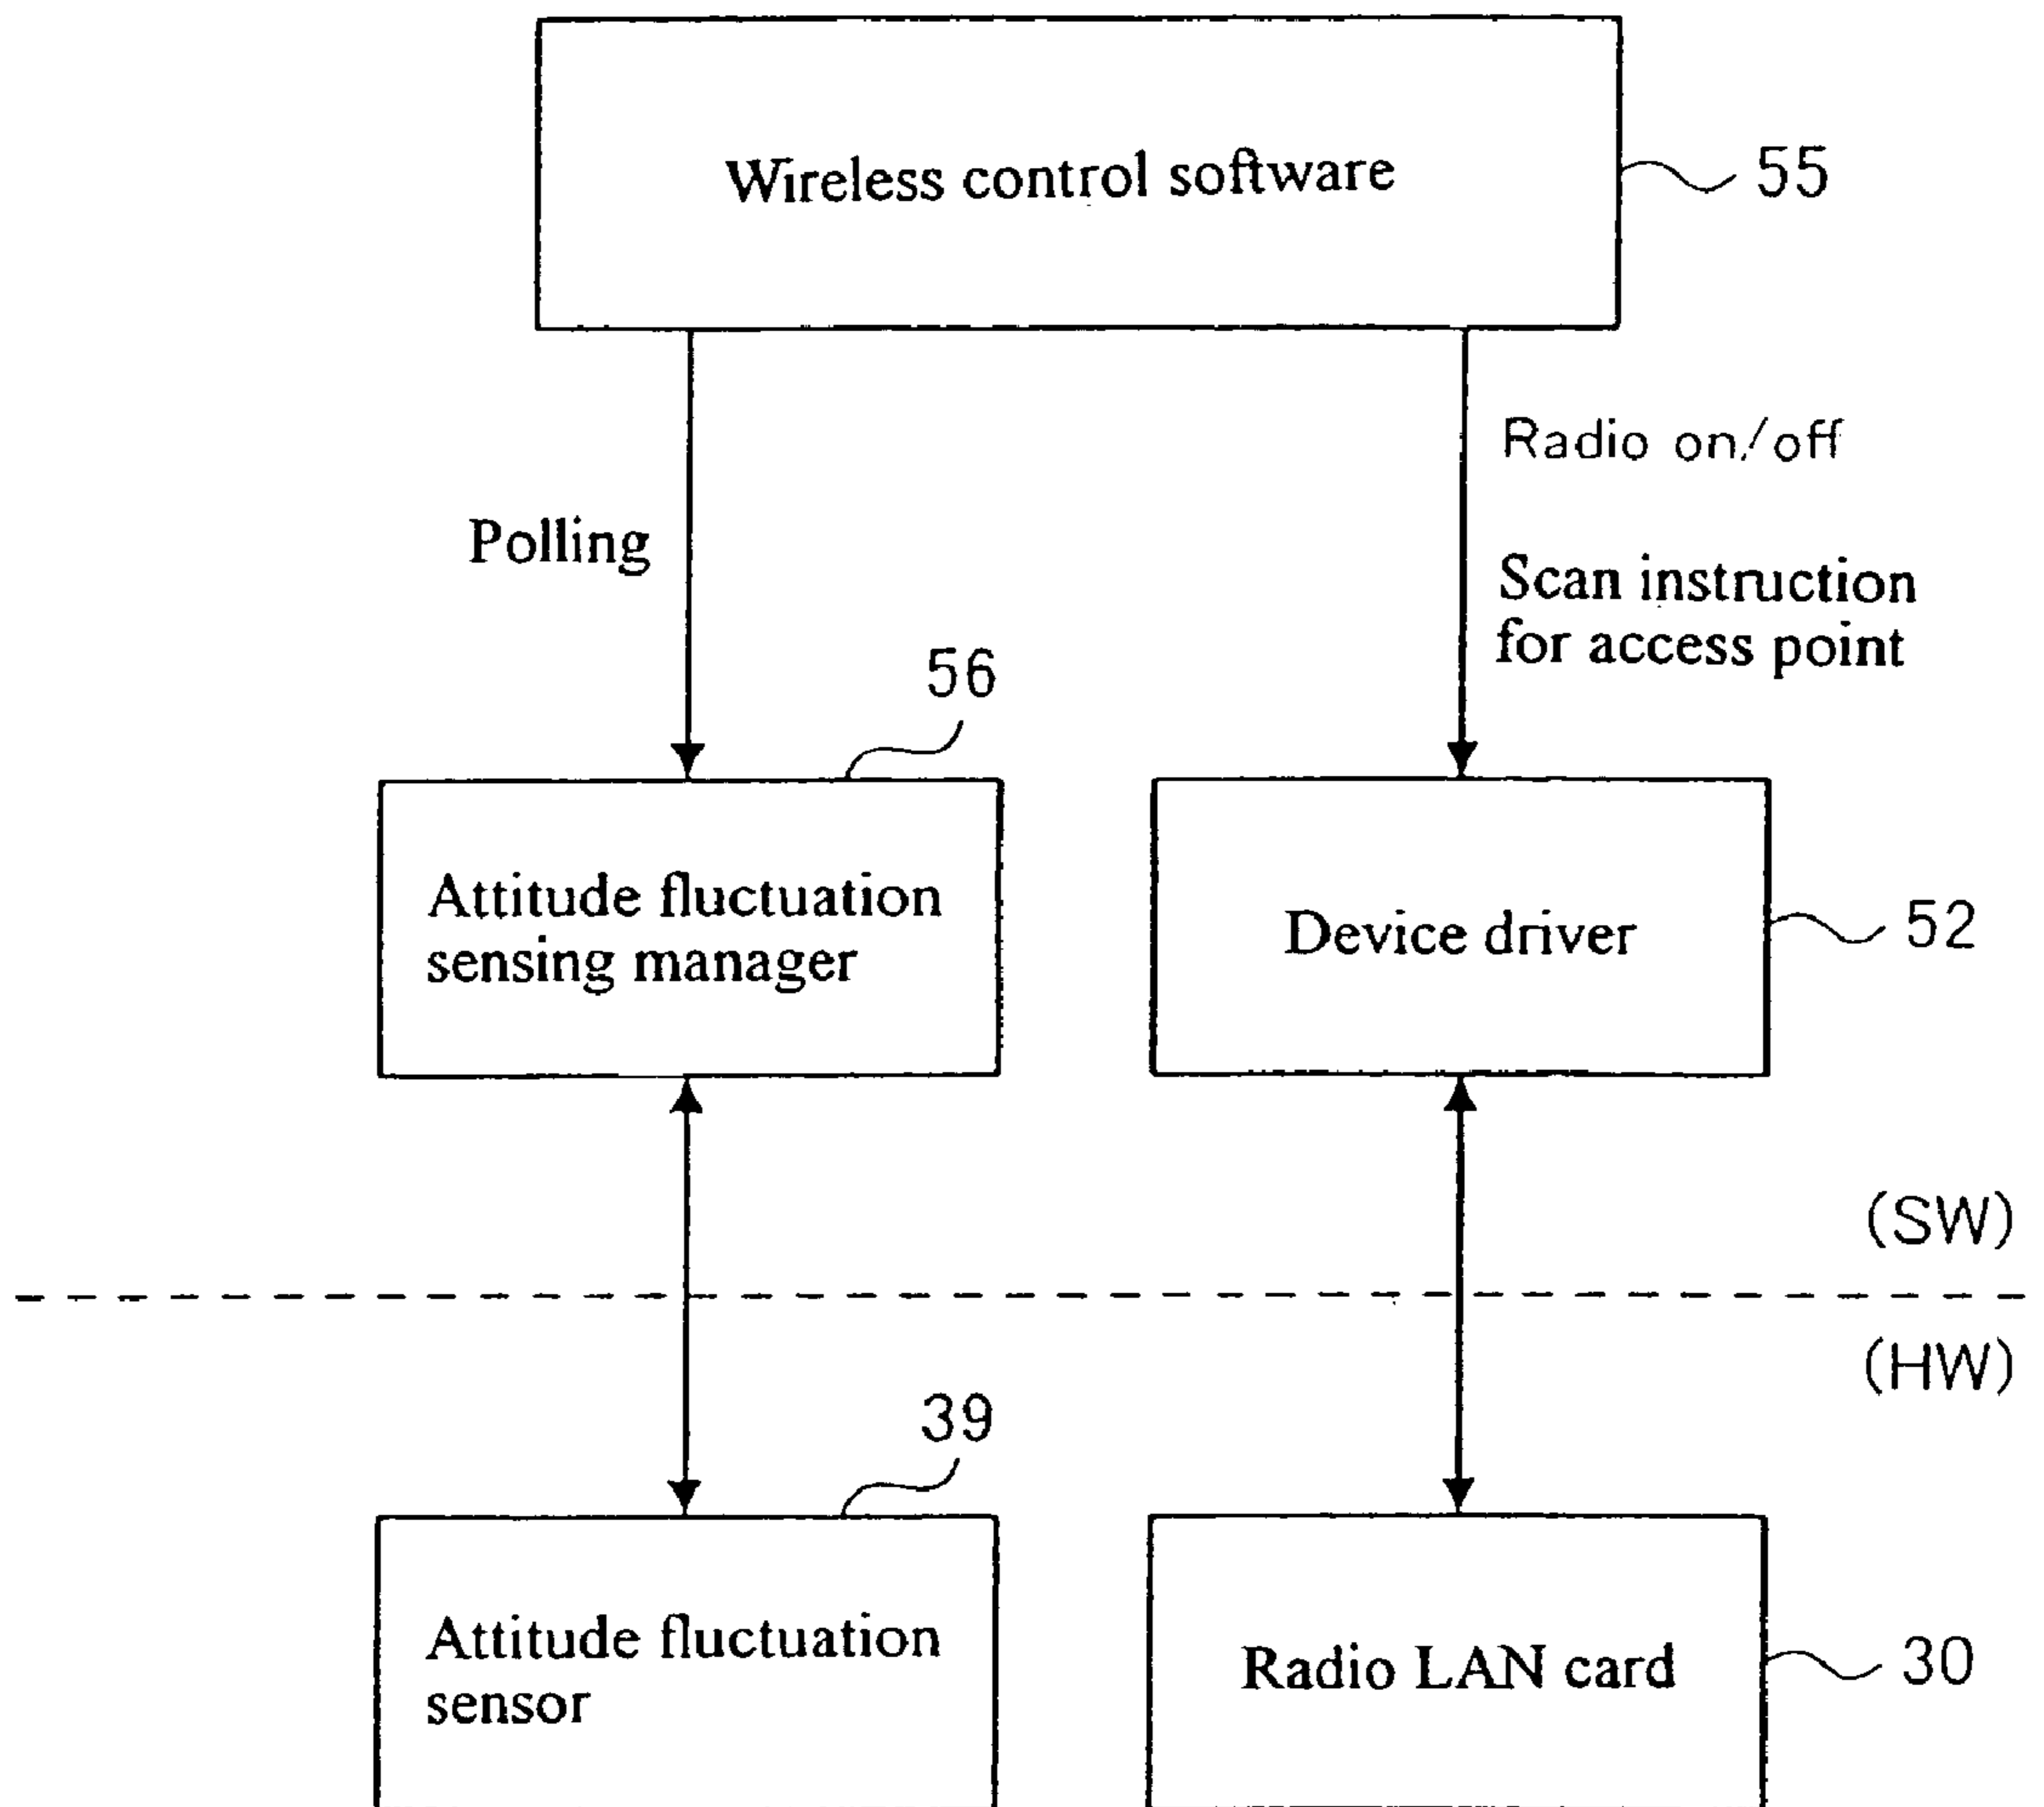 Wireless control software
55
Radio on/off
Polling
Scan instruction
for access point
56
Attitude fluctuation
sensing manager
Device driver
52
(SW)
(HW)
39
Attitude fluctuation
sensor
Radio LAN card
30